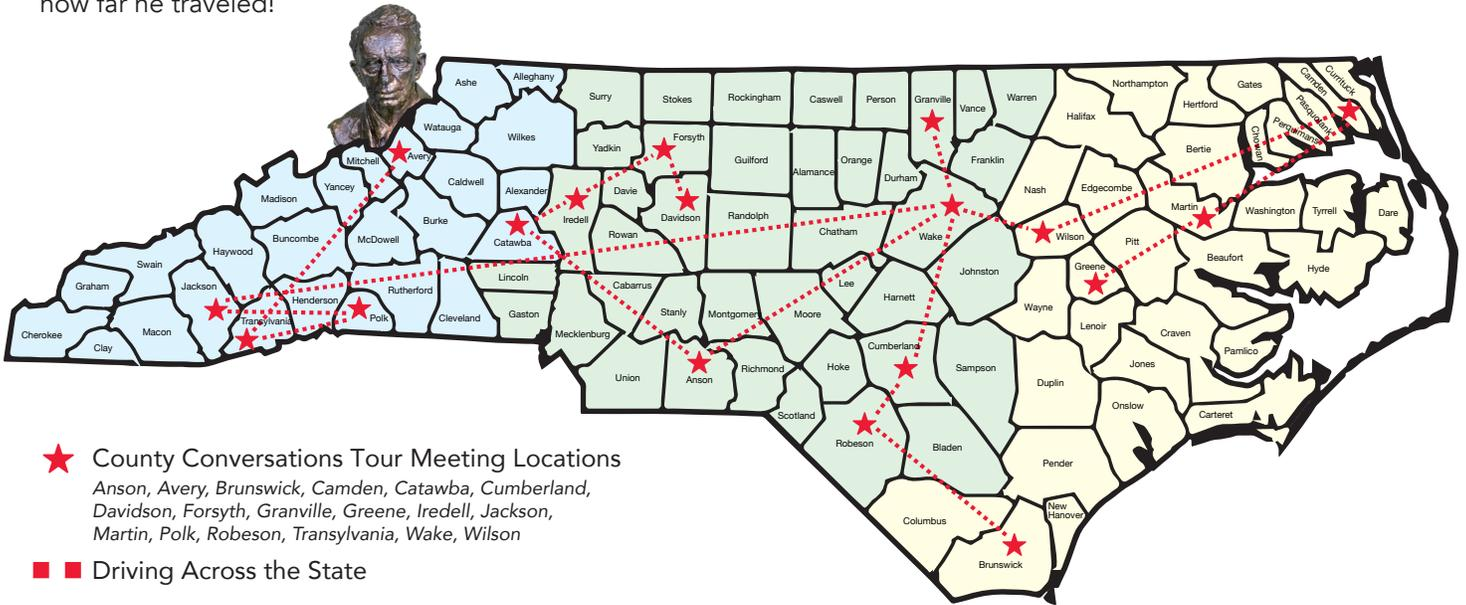 how far he traveled!
Ashe
Alleghany
Surry
Stokes
Rockingham
Caswell
Person
Granville
Vance
Warren
Northampton
Gates
Camden
Currituck
Hertford
Halifax
Pasquotank
Perquimans
Chowan
Watauga
Wilkes
Yadkin
Forsyth
Guilford
Alamance
Orange
Durham
Franklin
Bertie
Mitchell
Avery
Caldwell
Alexander
Davie
Nash
Edgecombe
Yancey
Madison
Burke
Iredell
Davidson
Randolph
Chatham
Wake
Wilson
Martin
Washington
Tyrrell
Dare
Buncombe
McDowell
Catawba
Rowan
Pitt
Haywood
Swain
Graham
Jackson
Lincoln
Cabarrus
Lee
Johnston
Greene
Beaufort
Hyde
Henderson
Rutherford
Cleveland
Gaston
Stanly
Montgomery
Moore
Harnett
Wayne
Lenoir
Craven
Pamlico
Cherokee
Clay
Macon
Transylvania
Polk
Mecklenburg
Union
Anson
Richmond
Hoke
Cumberland
Sampson
Duplin
Jones
Onslow
Carteret
Scotland
Robeson
Bladen
Pender
Columbus
Brunswick
New
Hanover
County Conversations Tour Meeting Locations
Anson, Avery, Brunswick, Camden, Catawba, Cumberland,
Davidson, Forsyth, Granville, Greene, Iredell, Jackson,
Martin, Polk, Robeson, Transylvania, Wake, Wilson
Driving Across the State